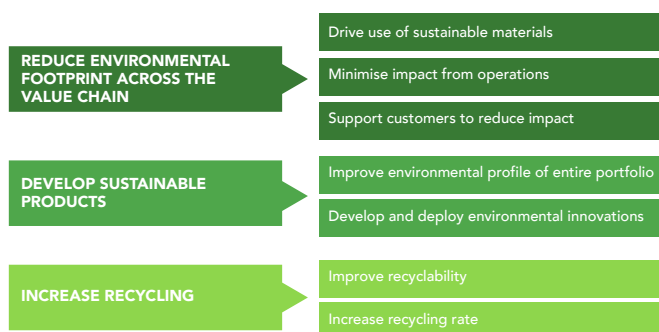 REDUCE ENVIRONMENTAL
FOOTPRINT ACROSS THE
VALUE CHAIN
Drive use of sustainable materials
Minimise impact from operations
Support customers to reduce impact
DEVELOP SUSTAINABLE
PRODUCTS
Improve environmental profile of entire portfolio
Develop and deploy environmental innovations
INCREASE RECYCLING
Improve recyclability
Increase recycling rate